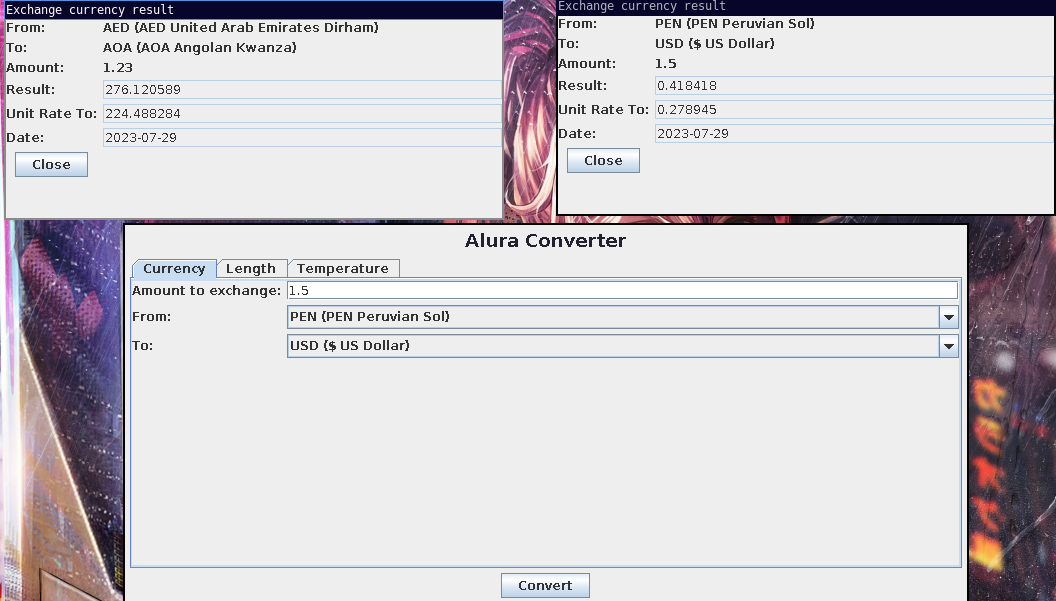 Exchange currency result
From: AED (AED United Arab Emirates Dirham)
To: AOA (AOA Angolan Kwanza)
Amount: 1.23
Result: 276.120589
Unit Rate To: 224.488284
Date: 2023-07-29
Close
Exchange currency result
From: PEN (PEN Peruvian Sol)
To: USD ($ US Dollar)
Amount: 1.5
Result: 0.418418
Unit Rate To: 0.278945
Date: 2023-07-29
Close
Alura Converter
Currency Length Temperature
Amount to exchange: 1.5
From: PEN (PEN Peruvian Sol)
To: USD ($ US Dollar)
Convert